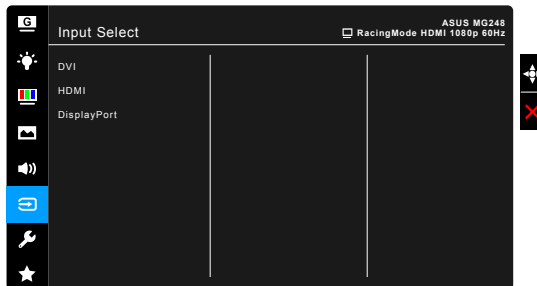 G
Input Select
ASUS MG248
RacingMode HDMI 1080p 60Hz
DVI
HDMI
DisplayPort